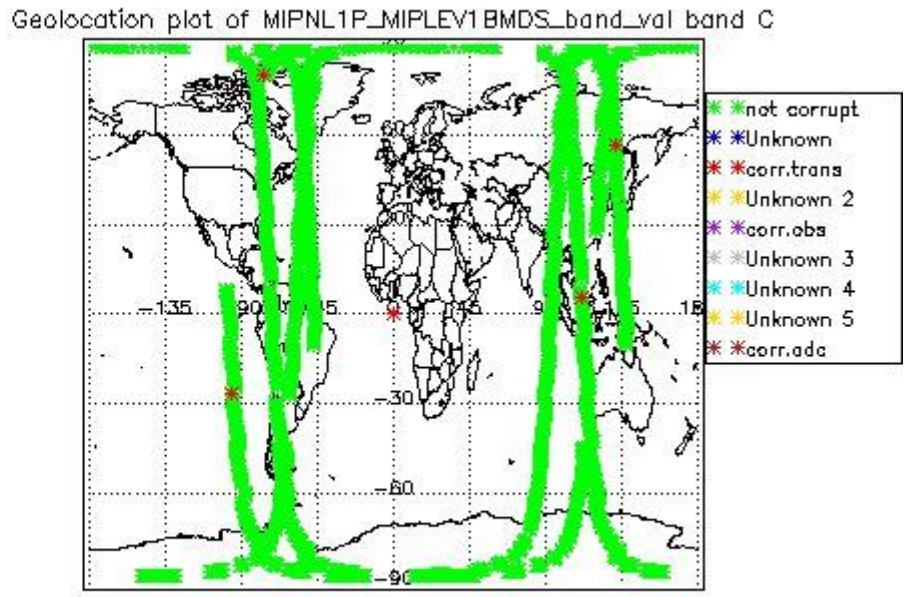 Geolocation plot of MIPNL1P_MIPLEV1BMDS_band_val band C
not corrupt
Unknown
corr.trans
Unknown 2
corr.obs
Unknown 3
Unknown 4
Unknown 5
corr.adc
60
-135
-30
-60
-90